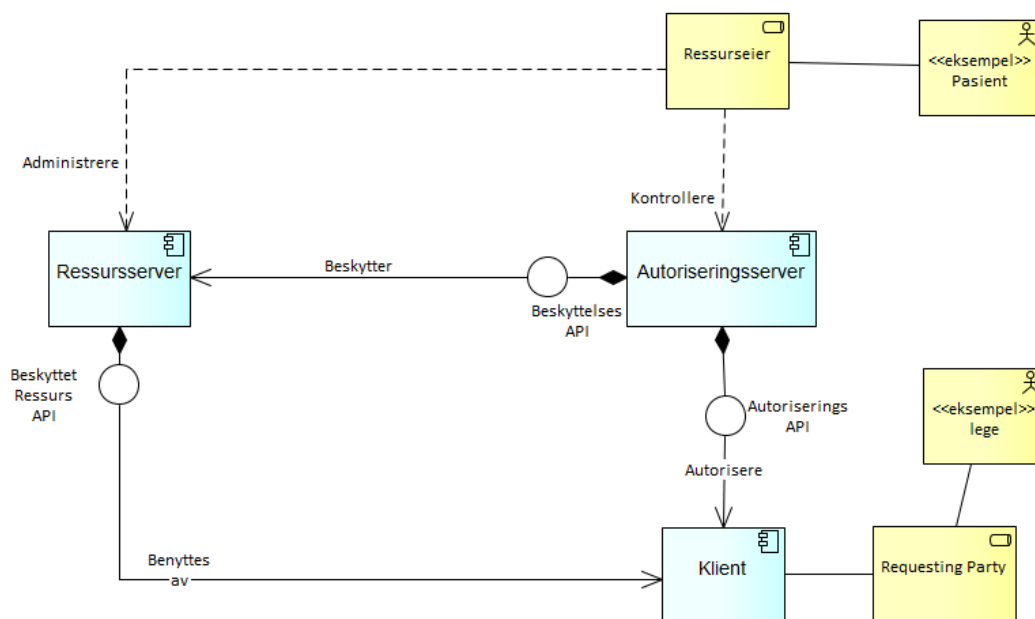 Ressurseier
<<eksempel>>
Pasient
Administrere
Kontrollere
Ressursserver
Beskytter
Autoriseringsserver
Beskyttelses
API
Beskyttet
Ressurs
API
Autoriserings
API
<<eksempel>>
lege
Autorisere
Benyttes
av
Klient
Requesting Party